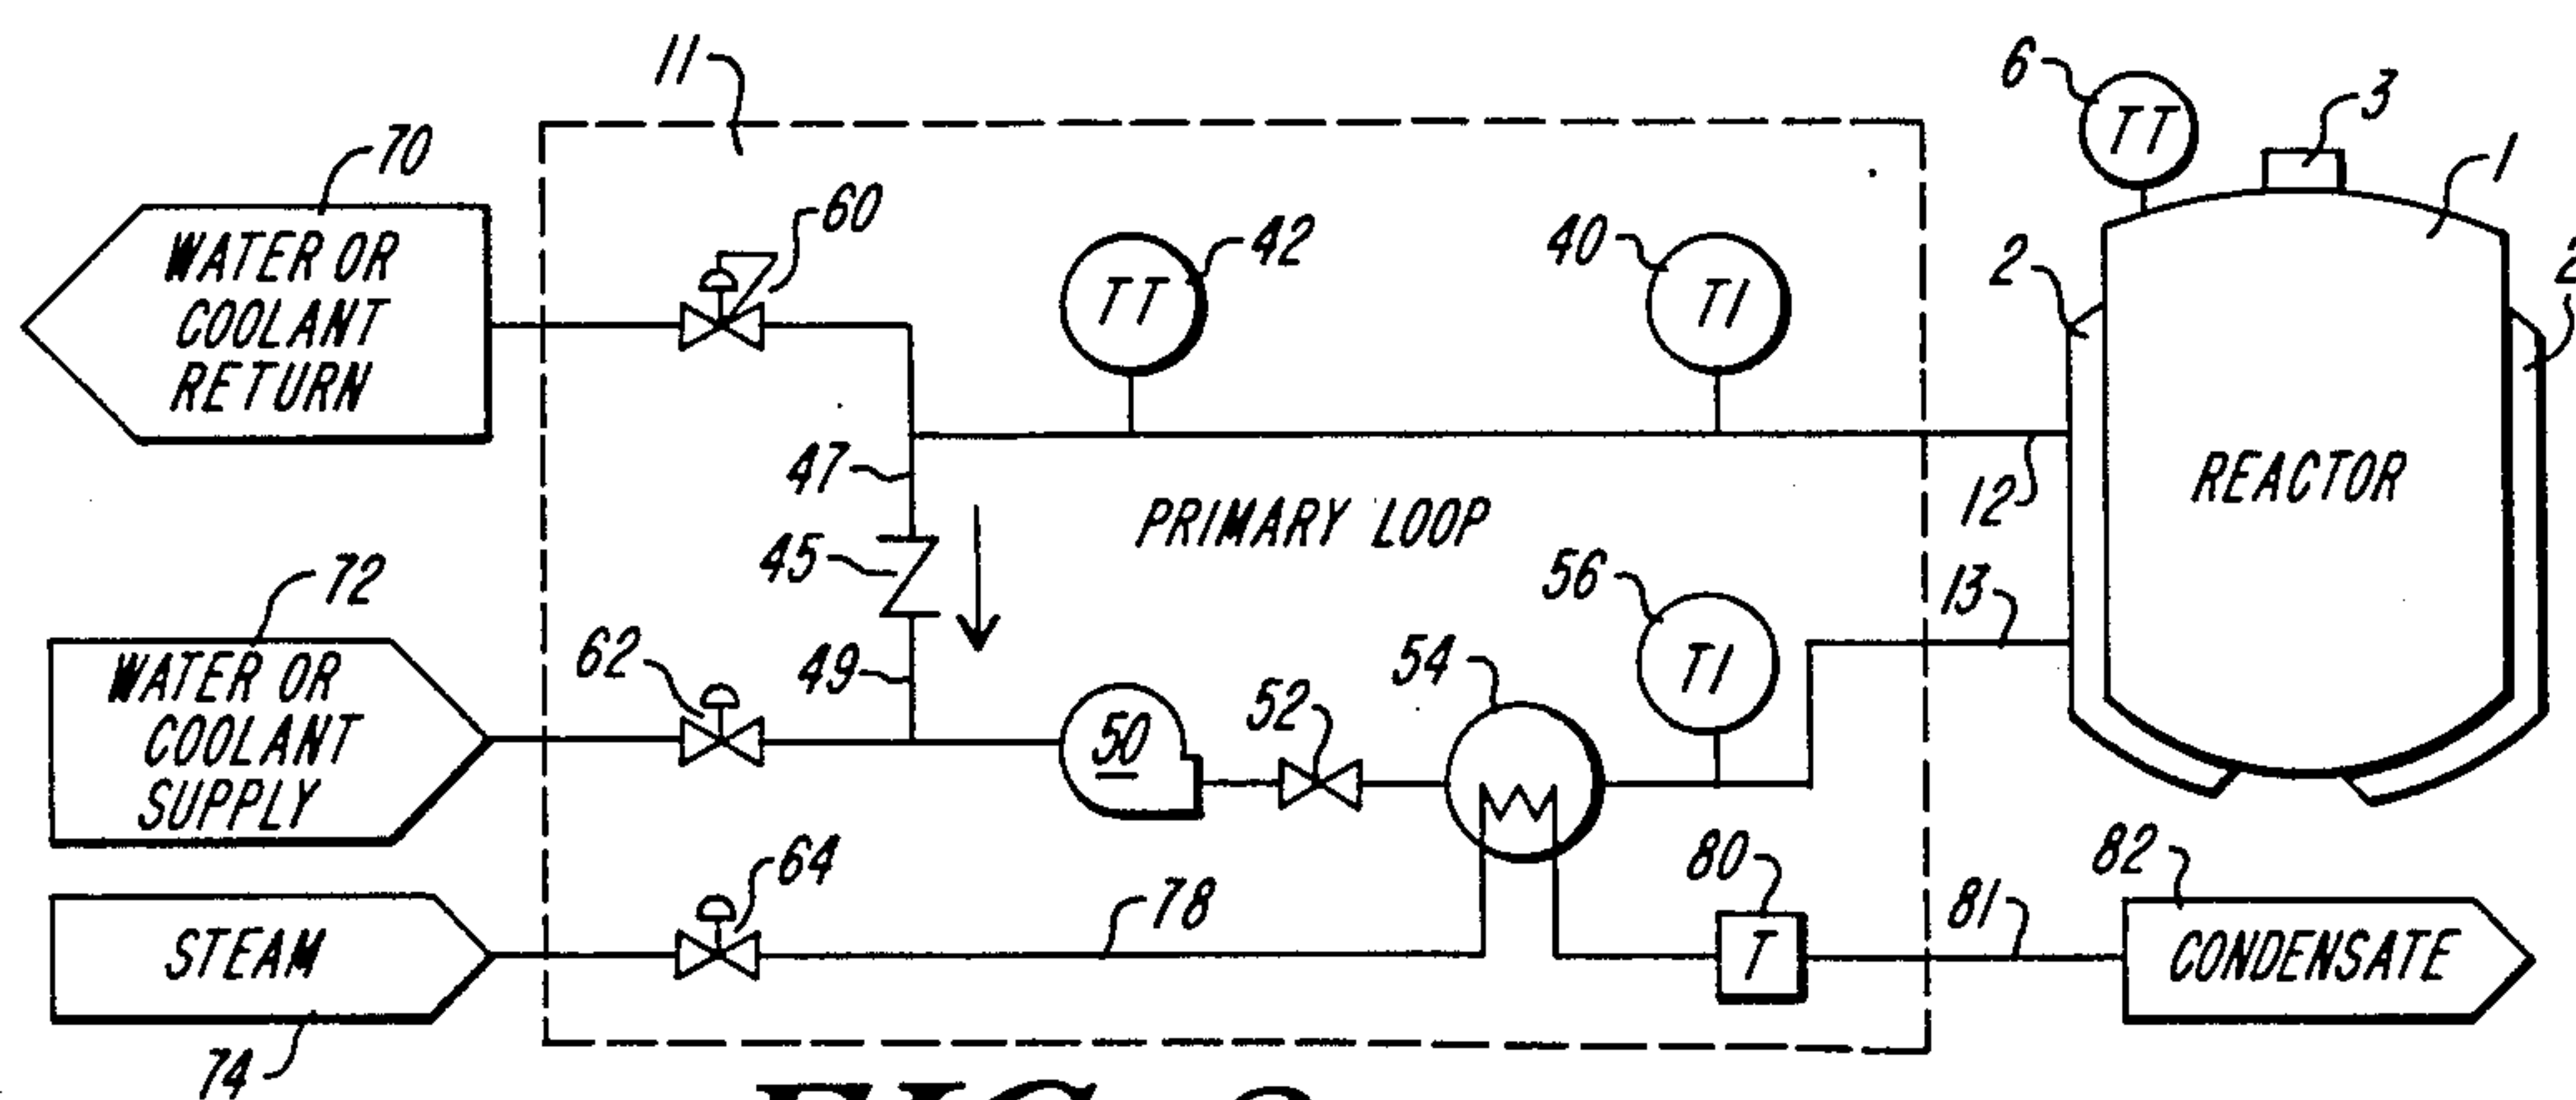 11
6
TT
3
1
70
WATER OR
COOLANT
RETURN
60
TT
42
40
TI
2
2
47
PRIMARY LOOP
12
REACTOR
45
72
WATER OR
COOLANT
SUPPLY
62
49
50
52
54
56
TI
13
STEAM
74
64
78
80
T
81
82
CONDENSATE